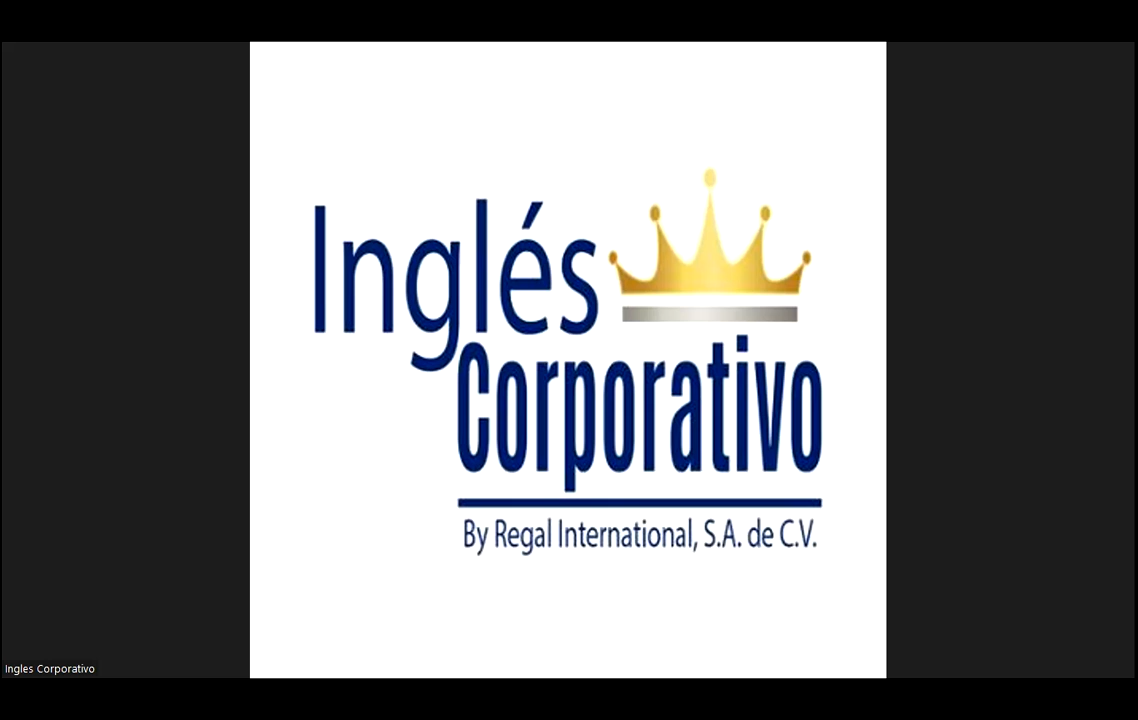 Inglés
Corporativo
By Regal International, S.A. de C.V.
Ingles Corporativo